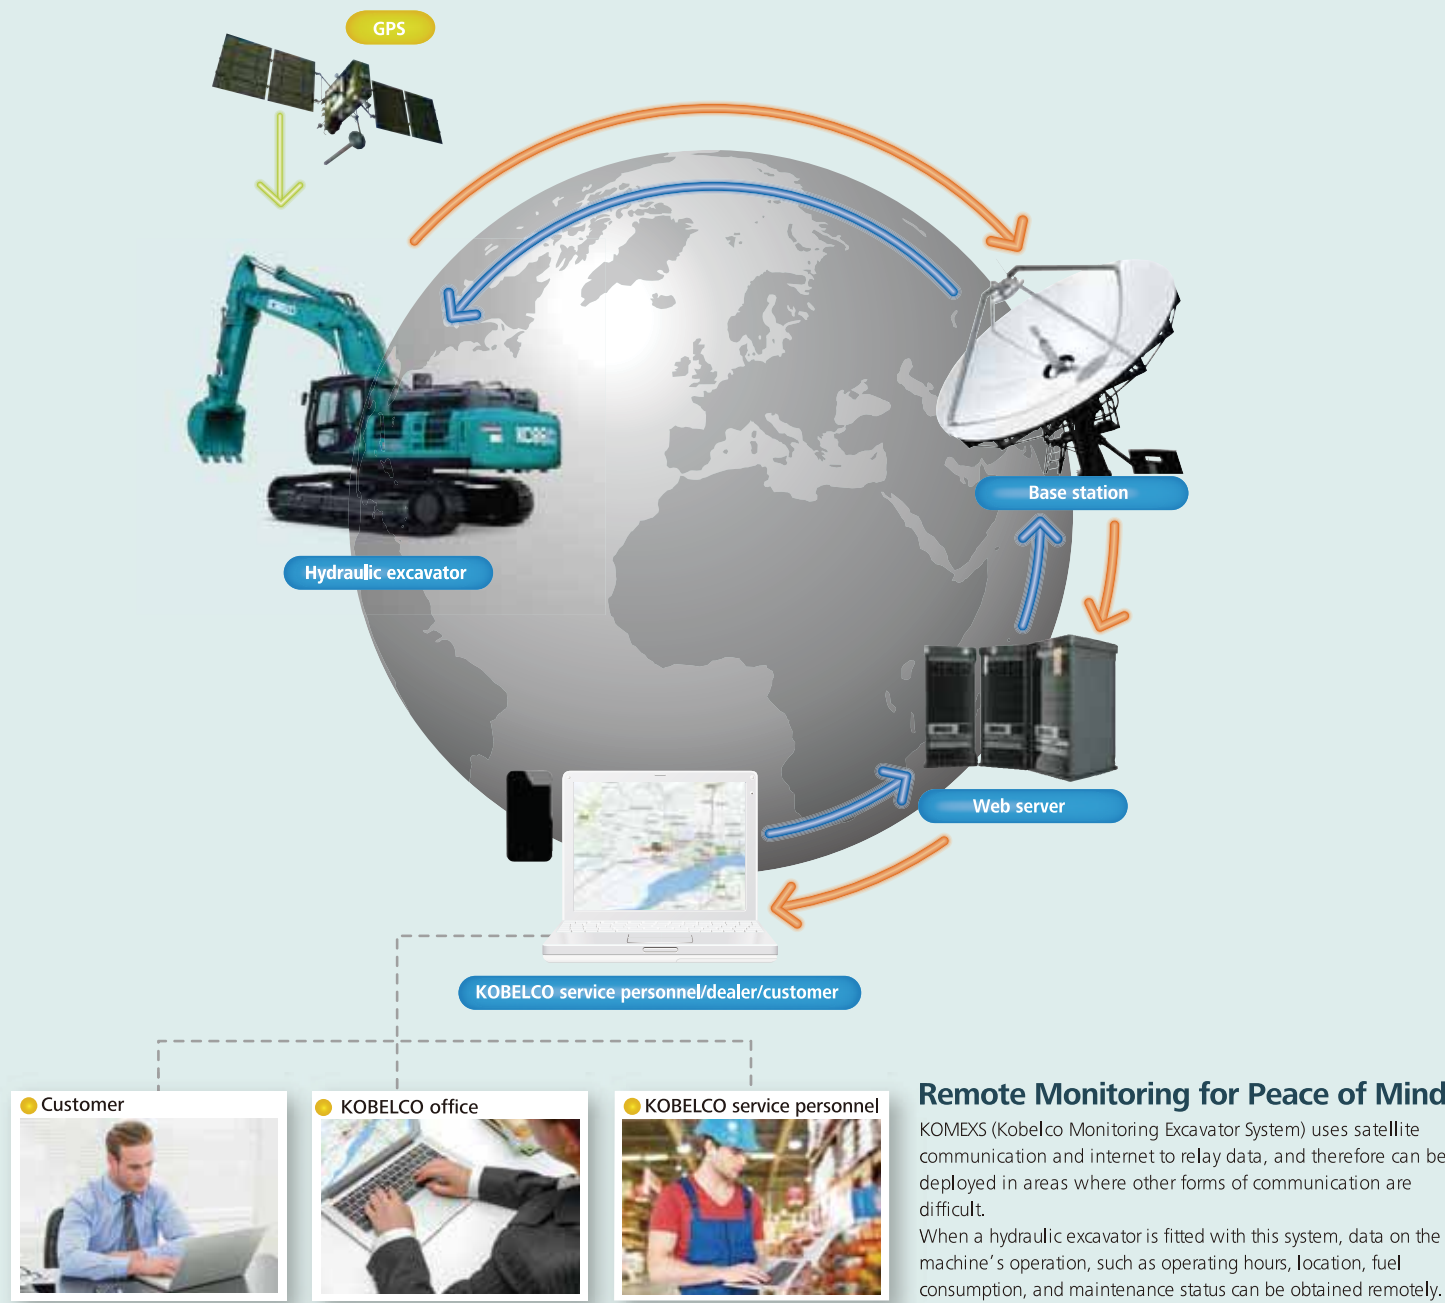 GPS
KOBELCO
Base station
Hydraulic excavator
Web server
KOBELCO service personnel/dealer/customer
Customer
KOBELCO office
KOBELCO service personnel
Remote Monitoring for Peace of Mind
KOMEXS (Kobelco Monitoring Excavator System) uses satellite
communication and internet to relay data, and therefore can be
deployed in areas where other forms of communication are
difficult.
When a hydraulic excavator is fitted with this system, data on the
machine's operation, such as operating hours, location, fuel
consumption, and maintenance status can be obtained remotely.